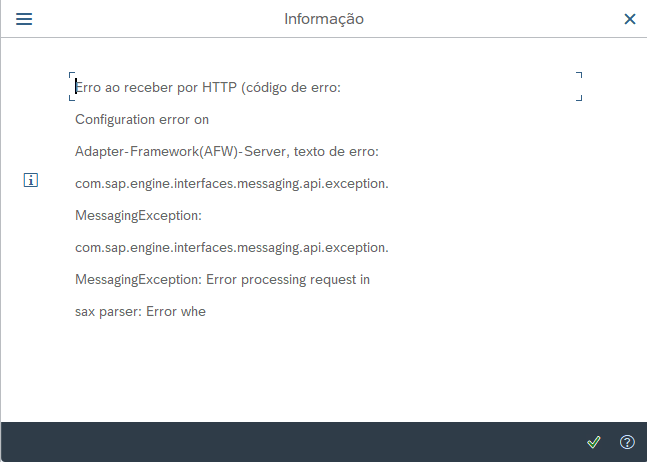 Informação
Erro ao receber por HTTP (código de erro:
Configuration error on
Adapter-Framework(AFW)-Server, texto de erro:
com.sap.engine.interfaces.messaging.api.exception.
MessagingException:
com.sap.engine.interfaces.messaging.api.exception.
MessagingException: Error processing request in
sax parser: Error whe